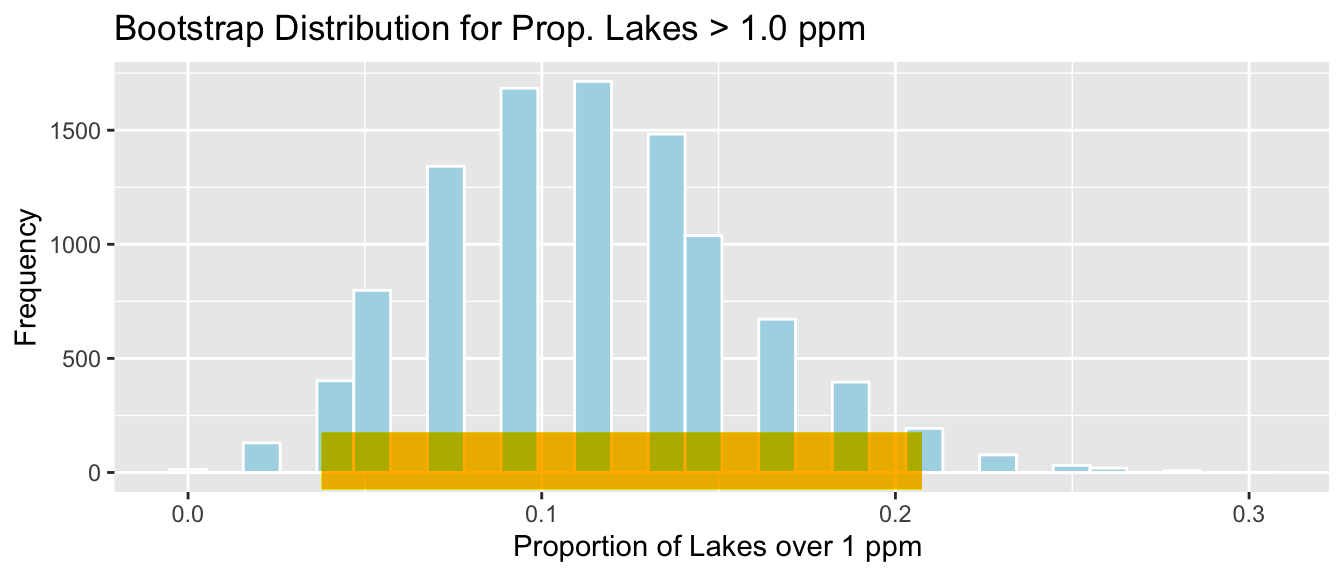 Bootstrap Distribution for Prop. Lakes > 1.0 ppm
1500
1000
500
0
Frequency
0.0 0.1 0.2 0.3
Proportion of Lakes over 1 ppm